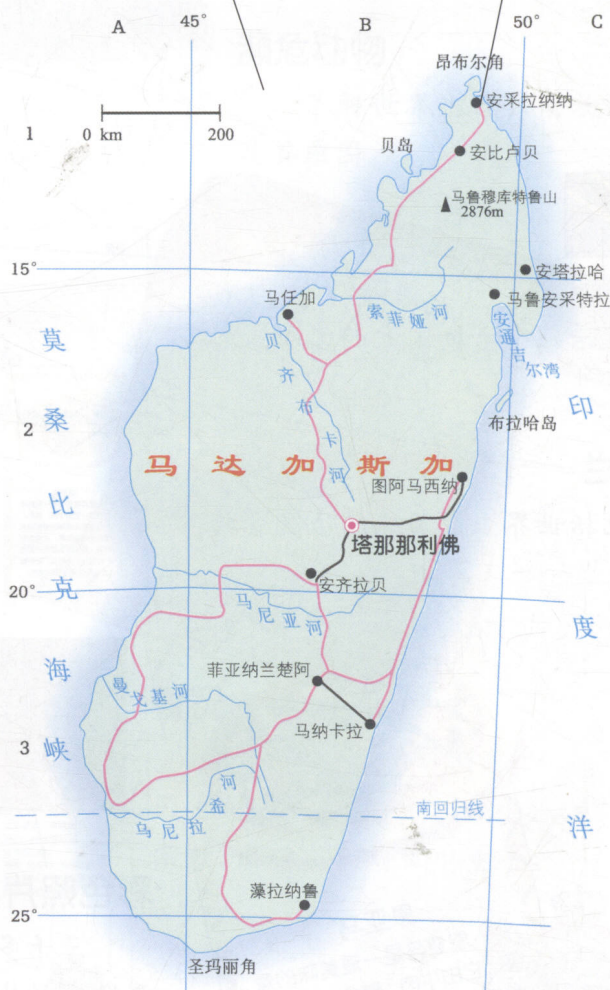 A
45°
B
50°
C
昂布尔角
安采拉纳纳
1
0 km
200
贝岛
安比卢贝
马鲁穆库特鲁山
2876m
15°
安塔拉哈
马任加
索菲娅河
马鲁安采特拉
安通吉尔湾
莫桑比克海峡
贝齐布卡河
布拉哈岛
印度洋
2
马达加斯加
图阿马西纳
塔那那利佛
安齐拉贝
20°
马尼亚河
菲亚纳兰楚阿
曼戈基河
马纳卡拉
3
南回归线
乌尼拉希河
藻拉纳鲁
25°
圣玛丽角